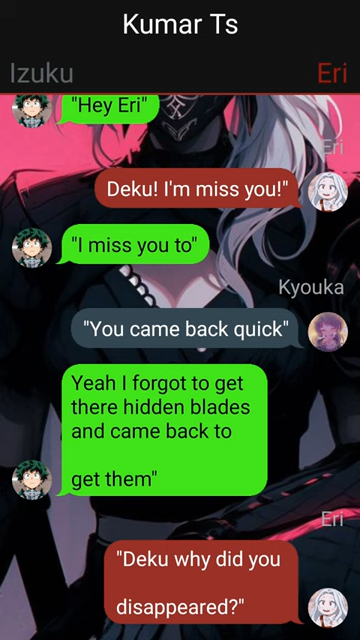 Kumar Ts
Izuku
Eri
"Hey Eri"
Eri
Deku! I'm miss you!"
"I miss you to"
Kyouka
"You came back quick"
Yeah I forgot to get
there hidden blades
and came back to
get them"
Eri
"Deku why did you
disappeared?"